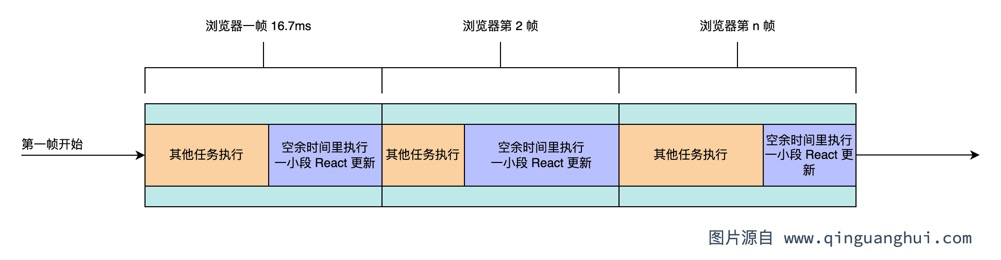 浏览器一帧 16.7ms
浏览器第 2 帧
浏览器第 n 帧
第一帧开始
其他任务执行
空余时间里执行
一小段 React 更新
其他任务执行
空余时间里执行
一小段 React 更新
其他任务执行
空余时间里执行
一小段 React 更
新
图片源自 www.qinguanghui.com